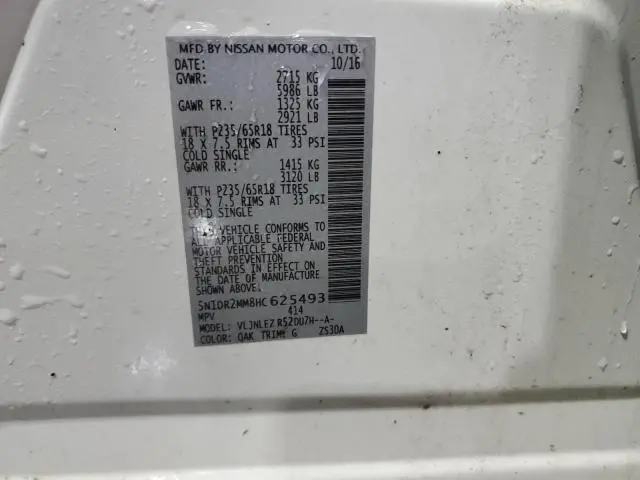 MFD BY NISSAN MOTOR CO., LTD.
DATE: 10/16
GVWR: 2715 KG
5986 LB
GAWR FR.: 1325 KG
2921 LB
WITH P235/65R18 TIRES
18 X 7.5 RIMS AT 33 PSI
COLD SINGLE
GAWR RR.: 1415 KG
3120 LB
WITH P235/65R18 TIRES
18 X 7.5 RIMS AT 33 PSI
COLD SINGLE
THIS VEHICLE CONFORMS TO
ALL APPLICABLE FEDERAL
MOTOR VEHICLE SAFETY AND
THEFT PREVENTION
STANDARDS IN EFFECT ON
THE DATE OF MANUFACTURE
SHOWN ABOVE.
5N1DR2MM8HC625493
MPV 414
MODEL: VLJNLEZ R52DU7H--A-
COLOR: QAK TRIM: G ZS30A